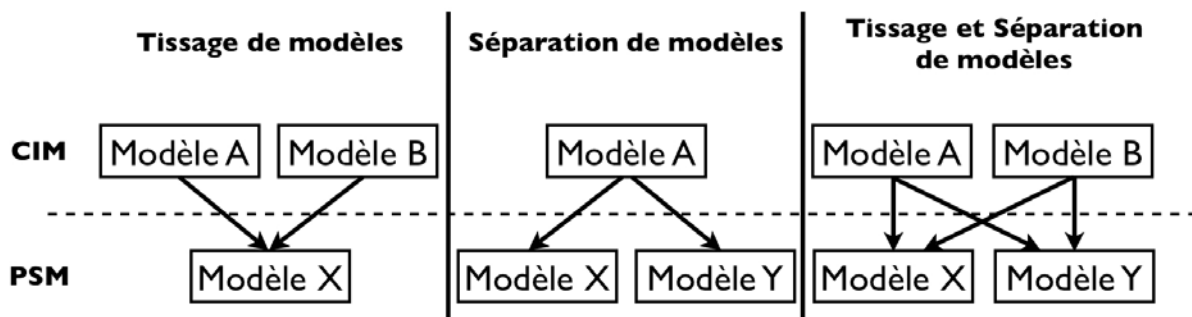 Tissage de modèles
Séparation de modèles
Tissage et Séparation
de modèles
CIM
Modèle A
Modèle B
Modèle A
Modèle A
Modèle B
PSM
Modèle X
Modèle X
Modèle Y
Modèle X
Modèle Y